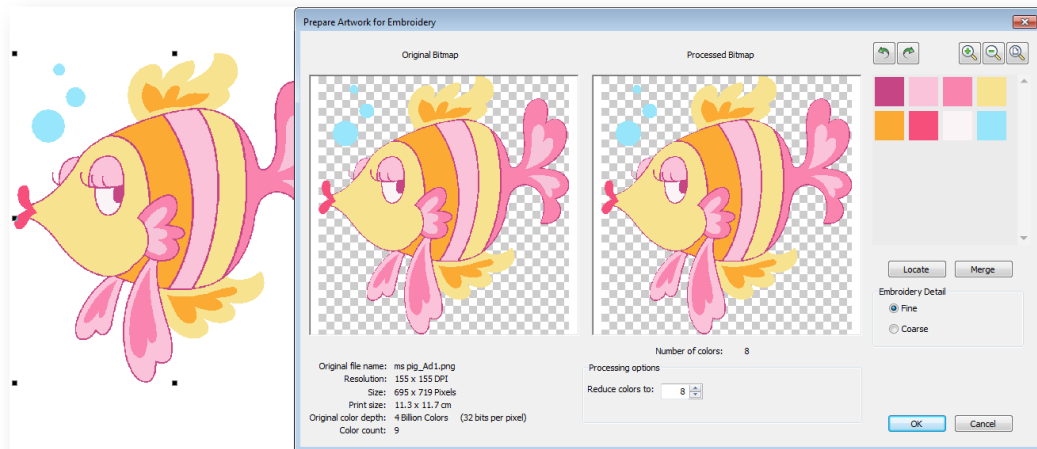 Prepare Artwork for Embroidery
Original Bitmap
Processed Bitmap
Original file name: ms pig_Ad1.png
Resolution: 155 x 155 DPI
Size: 695 x 719 Pixels
Print size: 11.3 x 11.7 cm
Original color depth: 4 Billion Colors (32 bits per pixel)
Color count: 9
Number of colors: 8
Processing options
Reduce colors to: 8
Locate
Merge
Embroidery Detail
Fine
Coarse
OK
Cancel